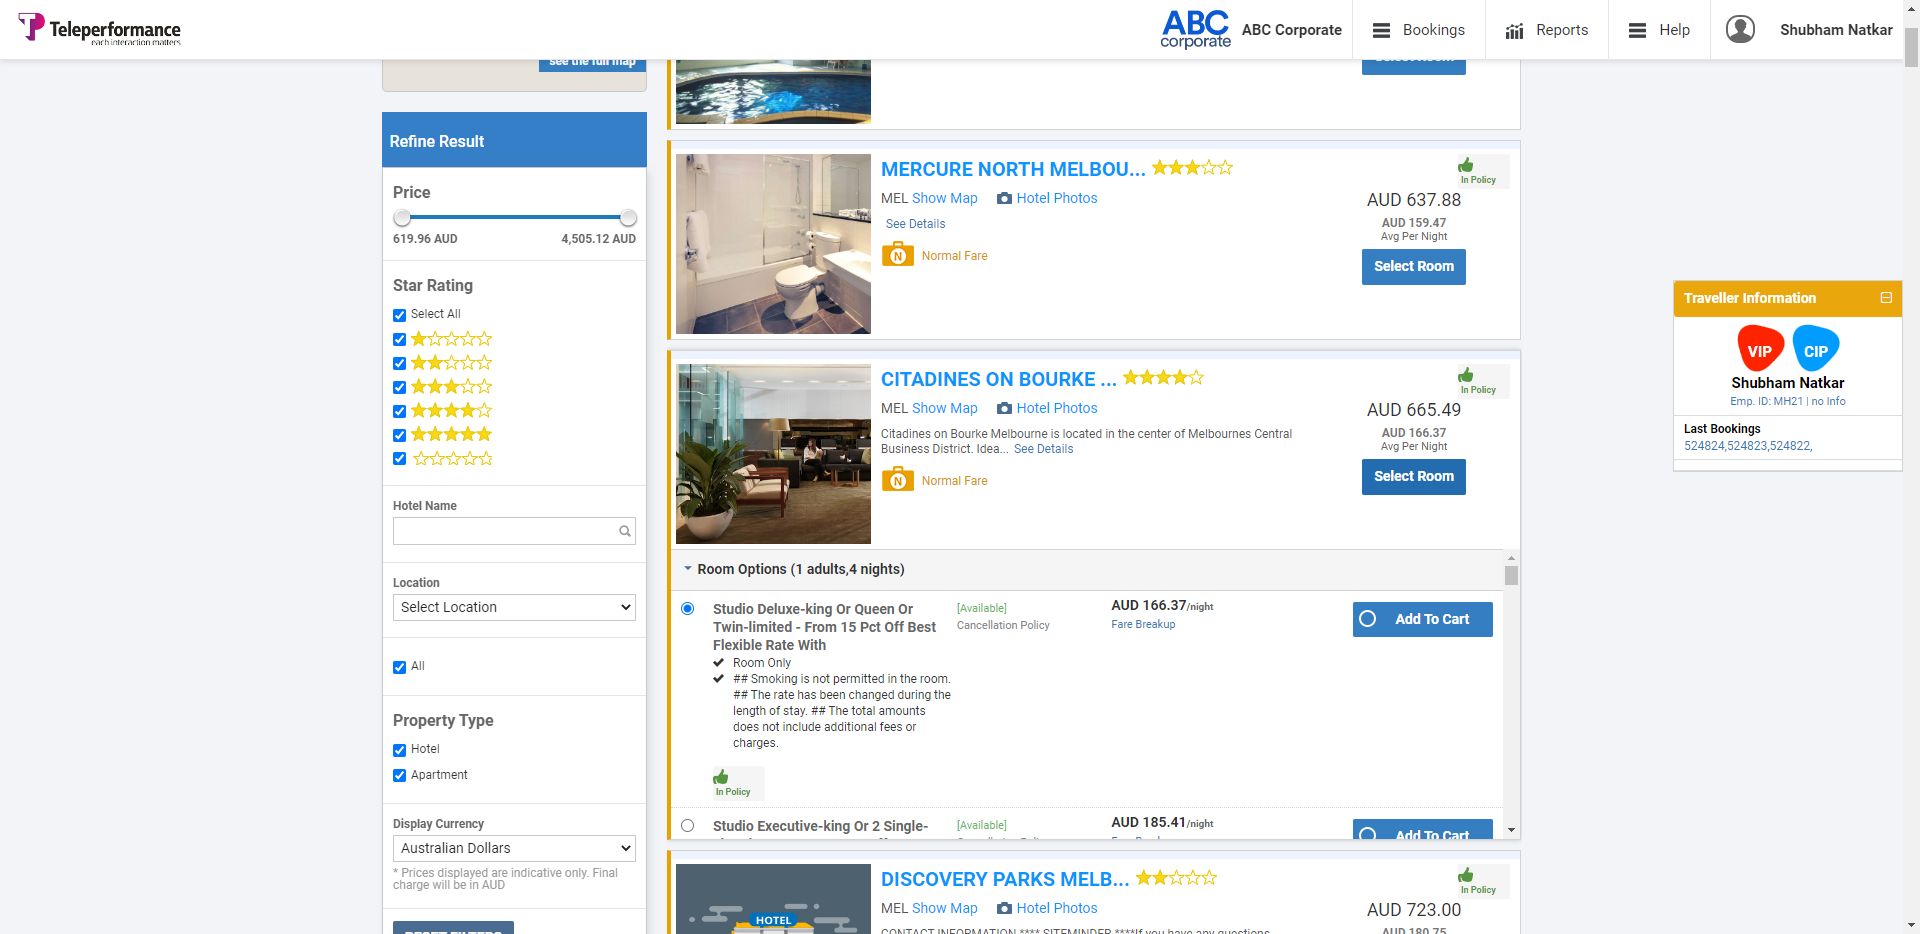 Teleperformance
each interaction matters
ABC
corporate
ABC Corporate
Bookings
Reports
Help
Shubham Natkar
see the full map
Select Room
Refine Result
Price
619.96 AUD
4,505.12 AUD
Star Rating
Select All
Hotel Name
Location
Select Location
All
Property Type
Hotel
Apartment
Display Currency
Australian Dollars
* Prices displayed are indicative only. Final
charge will be in AUD
RESET FILTERS
MERCURE NORTH MELBOU...
MEL Show Map
Hotel Photos
See Details
N
Normal Fare
In Policy
AUD 637.88
AUD 159.47
Avg Per Night
Select Room
CITADINES ON BOURKE ...
MEL Show Map
Hotel Photos
Citadines on Bourke Melbourne is located in the center of Melbournes Central
Business District. Idea... See Details
N
Normal Fare
In Policy
AUD 665.49
AUD 166.37
Avg Per Night
Select Room
Room Options (1 adults,4 nights)
Studio Deluxe-king Or Queen Or
Twin-limited - From 15 Pct Off Best
Flexible Rate With
Room Only
## Smoking is not permitted in the room.
## The rate has been changed during the
length of stay. ## The total amounts
does not include additional fees or
charges.
In Policy
[Available]
Cancellation Policy
AUD 166.37/night
Fare Breakup
Add To Cart
Studio Executive-king Or 2 Single-
[Available]
AUD 185.41/night
Add To Cart
DISCOVERY PARKS MELB...
MEL Show Map
Hotel Photos
CONTACT INFORMATION **** SITEMINDER ****If you have any questions
HOTEL
In Policy
AUD 723.00
AUD 180.75
Traveller Information
VIP
CIP
Shubham Natkar
Emp. ID: MH21 | no Info
Last Bookings
524824,524823,524822,